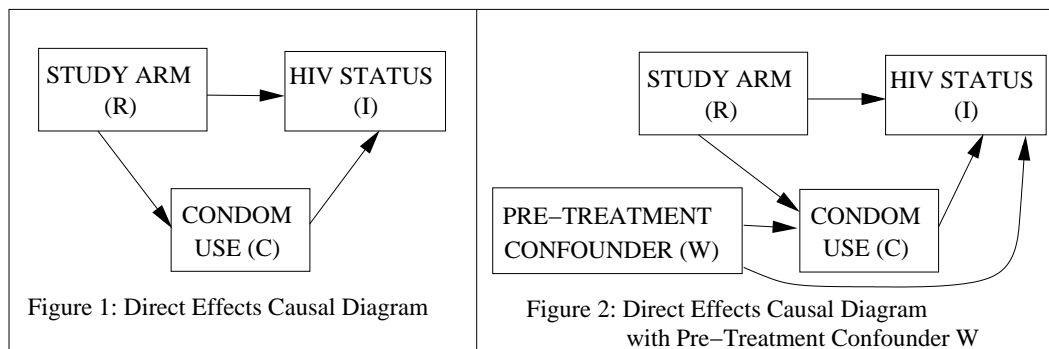 STUDY ARM
(R)
HIV STATUS
(I)
CONDOM
USE (C)
Figure 1: Direct Effects Causal Diagram
STUDY ARM
(R)
HIV STATUS
(I)
PRE−TREATMENT
CONFOUNDER (W)
CONDOM
USE (C)
Figure 2: Direct Effects Causal Diagram
with Pre−Treatment Confounder W